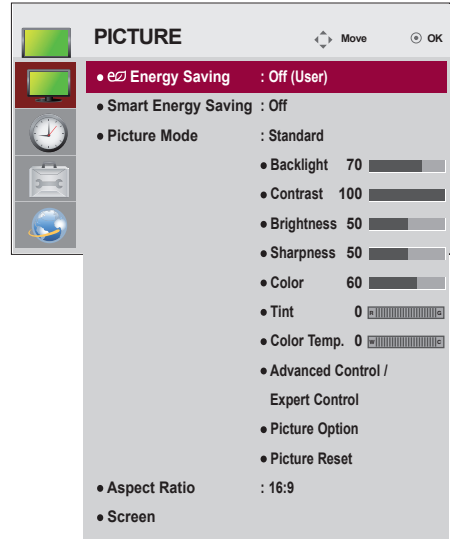 PICTURE Move OK
● Energy Saving : Off (User)
● Smart Energy Saving : Off
● Picture Mode : Standard
● Backlight 70
● Contrast 100
● Brightness 50
● Sharpness 50
● Color 60
● Tint 0 R G
● Color Temp. 0 W C
● Advanced Control /
Expert Control
● Picture Option
● Picture Reset
● Aspect Ratio : 16:9
● Screen